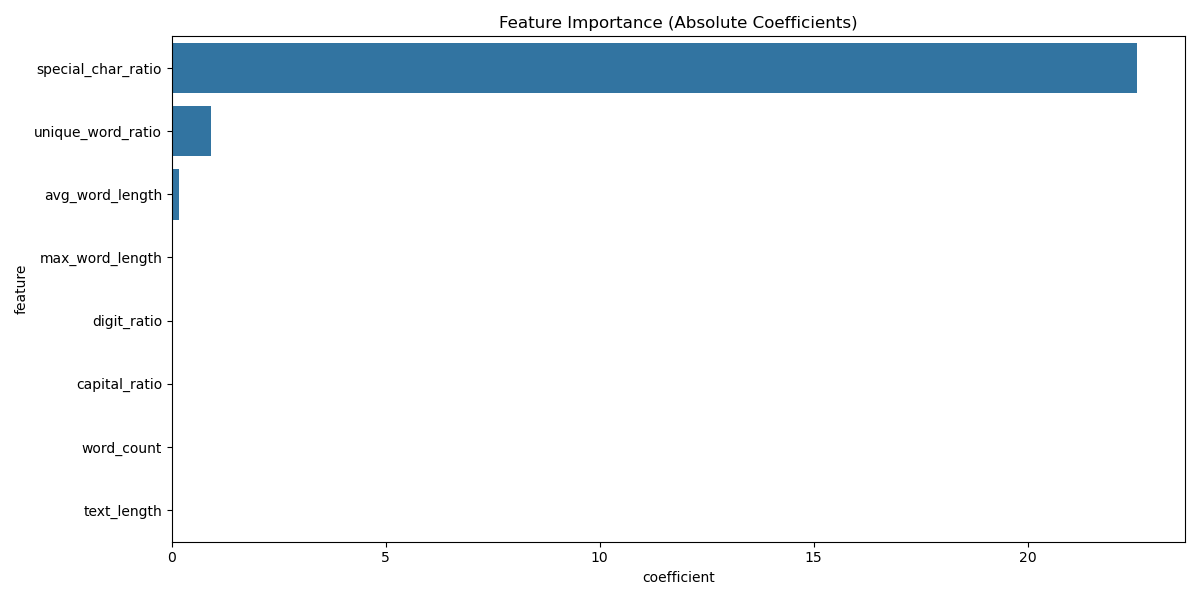 Feature Importance (Absolute Coefficients)
special_char_ratio
unique_word_ratio
avg_word_length
max_word_length
digit_ratio
capital_ratio
word_count
text_length
feature
0 5 10 15 20
coefficient